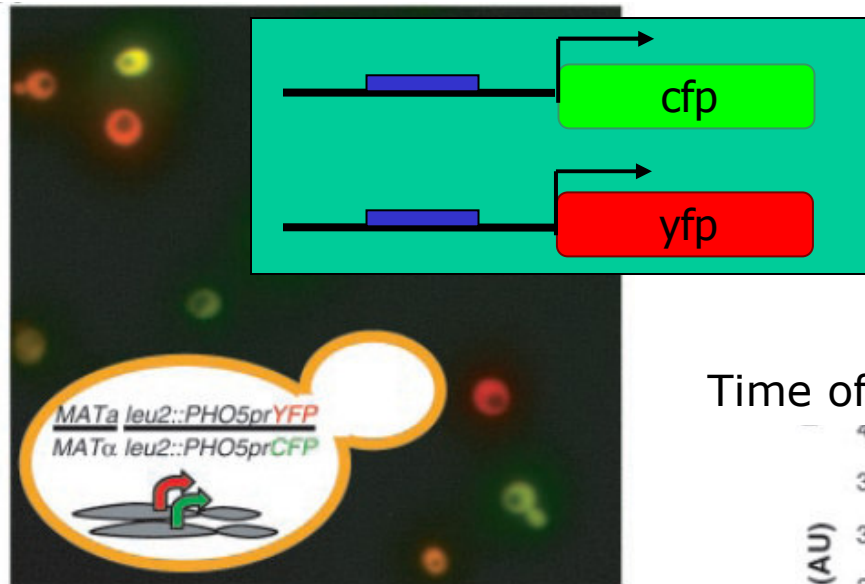 cfp
yfp
MATa leu2::PHO5prYFP
MATα leu2::PHO5prCFP
Time of
(AU)